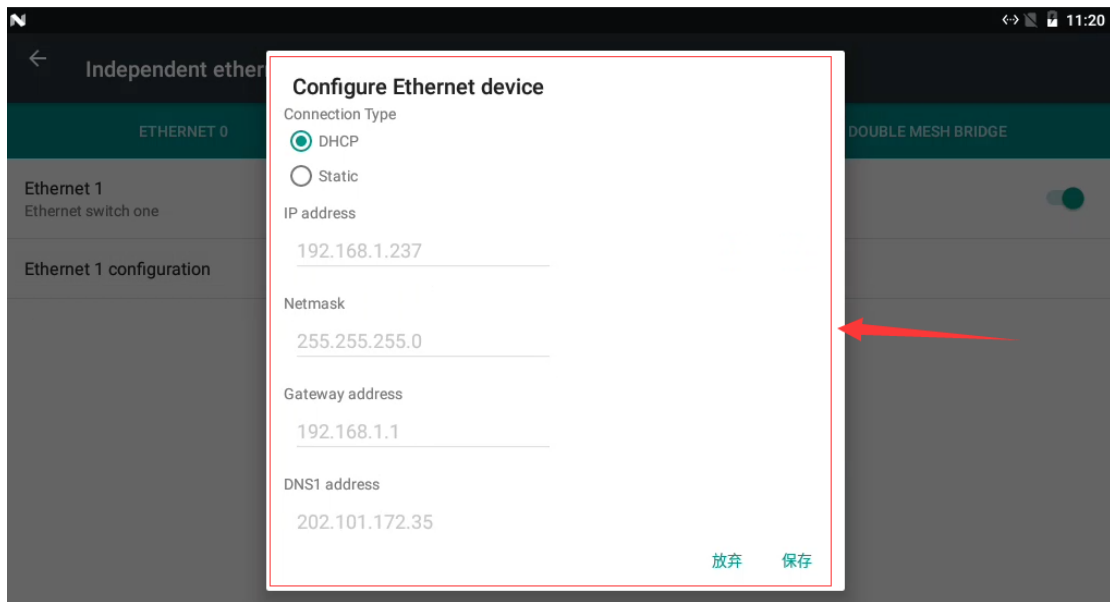 11:20
Independent ether
ETHERNET 0
DOUBLE MESH BRIDGE
Ethernet 1
Ethernet switch one
Ethernet 1 configuration
Configure Ethernet device
Connection Type
DHCP
Static
IP address
192.168.1.237
Netmask
255.255.255.0
Gateway address
192.168.1.1
DNS1 address
202.101.172.35
放弃 保存